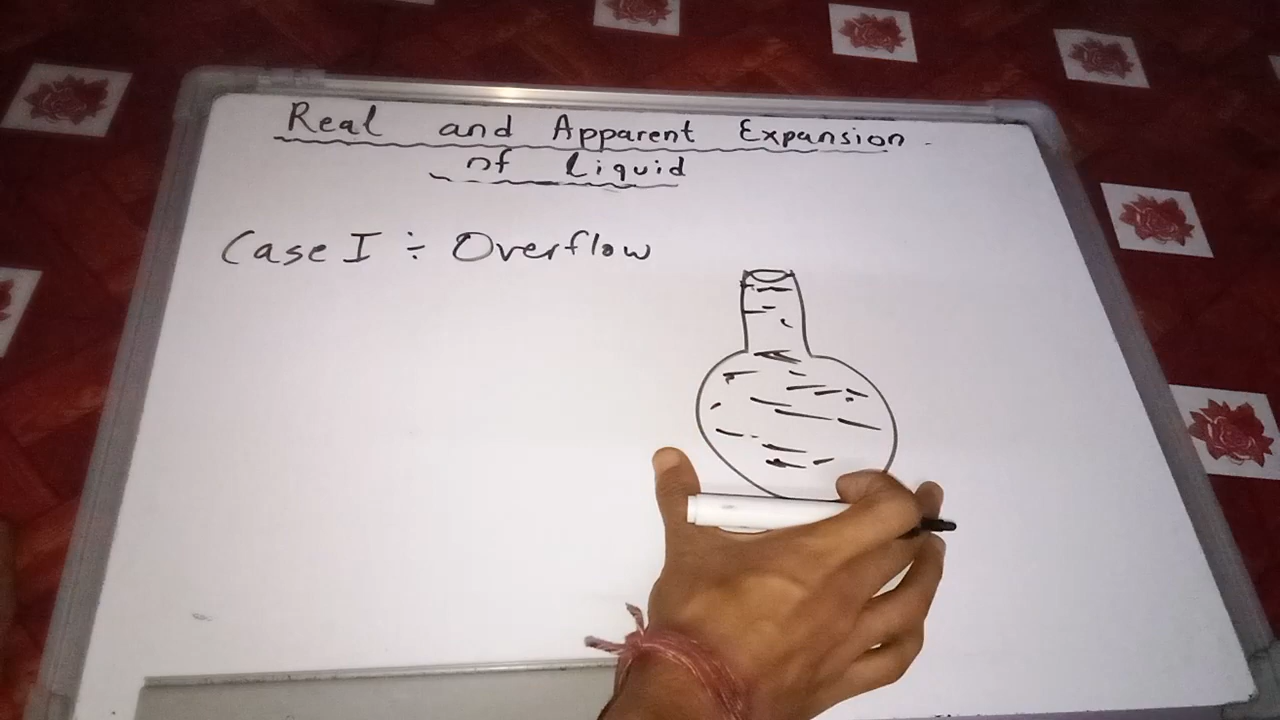 Real and Apparent Expansion
of Liquid
Case I ÷ Overflow